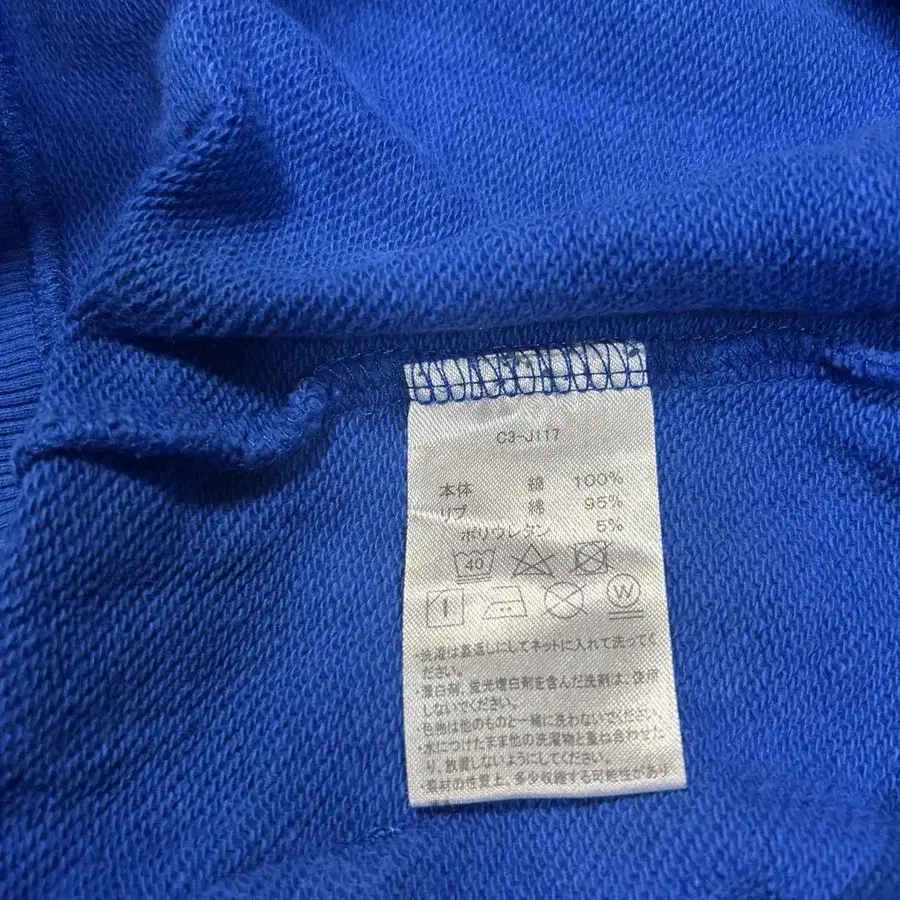 C3-J117
本体 綿 100%
リブ 綿 95%
ポリウレタン 5%
40
W
・洗濯は裏返しにしてネットに入れて洗ってく
ださい。
・漂白剤、蛍光増白剤を含んだ洗剤は、使用
しないでください。
色物は他のものと一緒に洗わないでください。
・水につけたまま他の洗濯物と重ね合わせた
り、放置しないようにしてください。
・素材の性質上、多少収縮する可能性があり
ます。